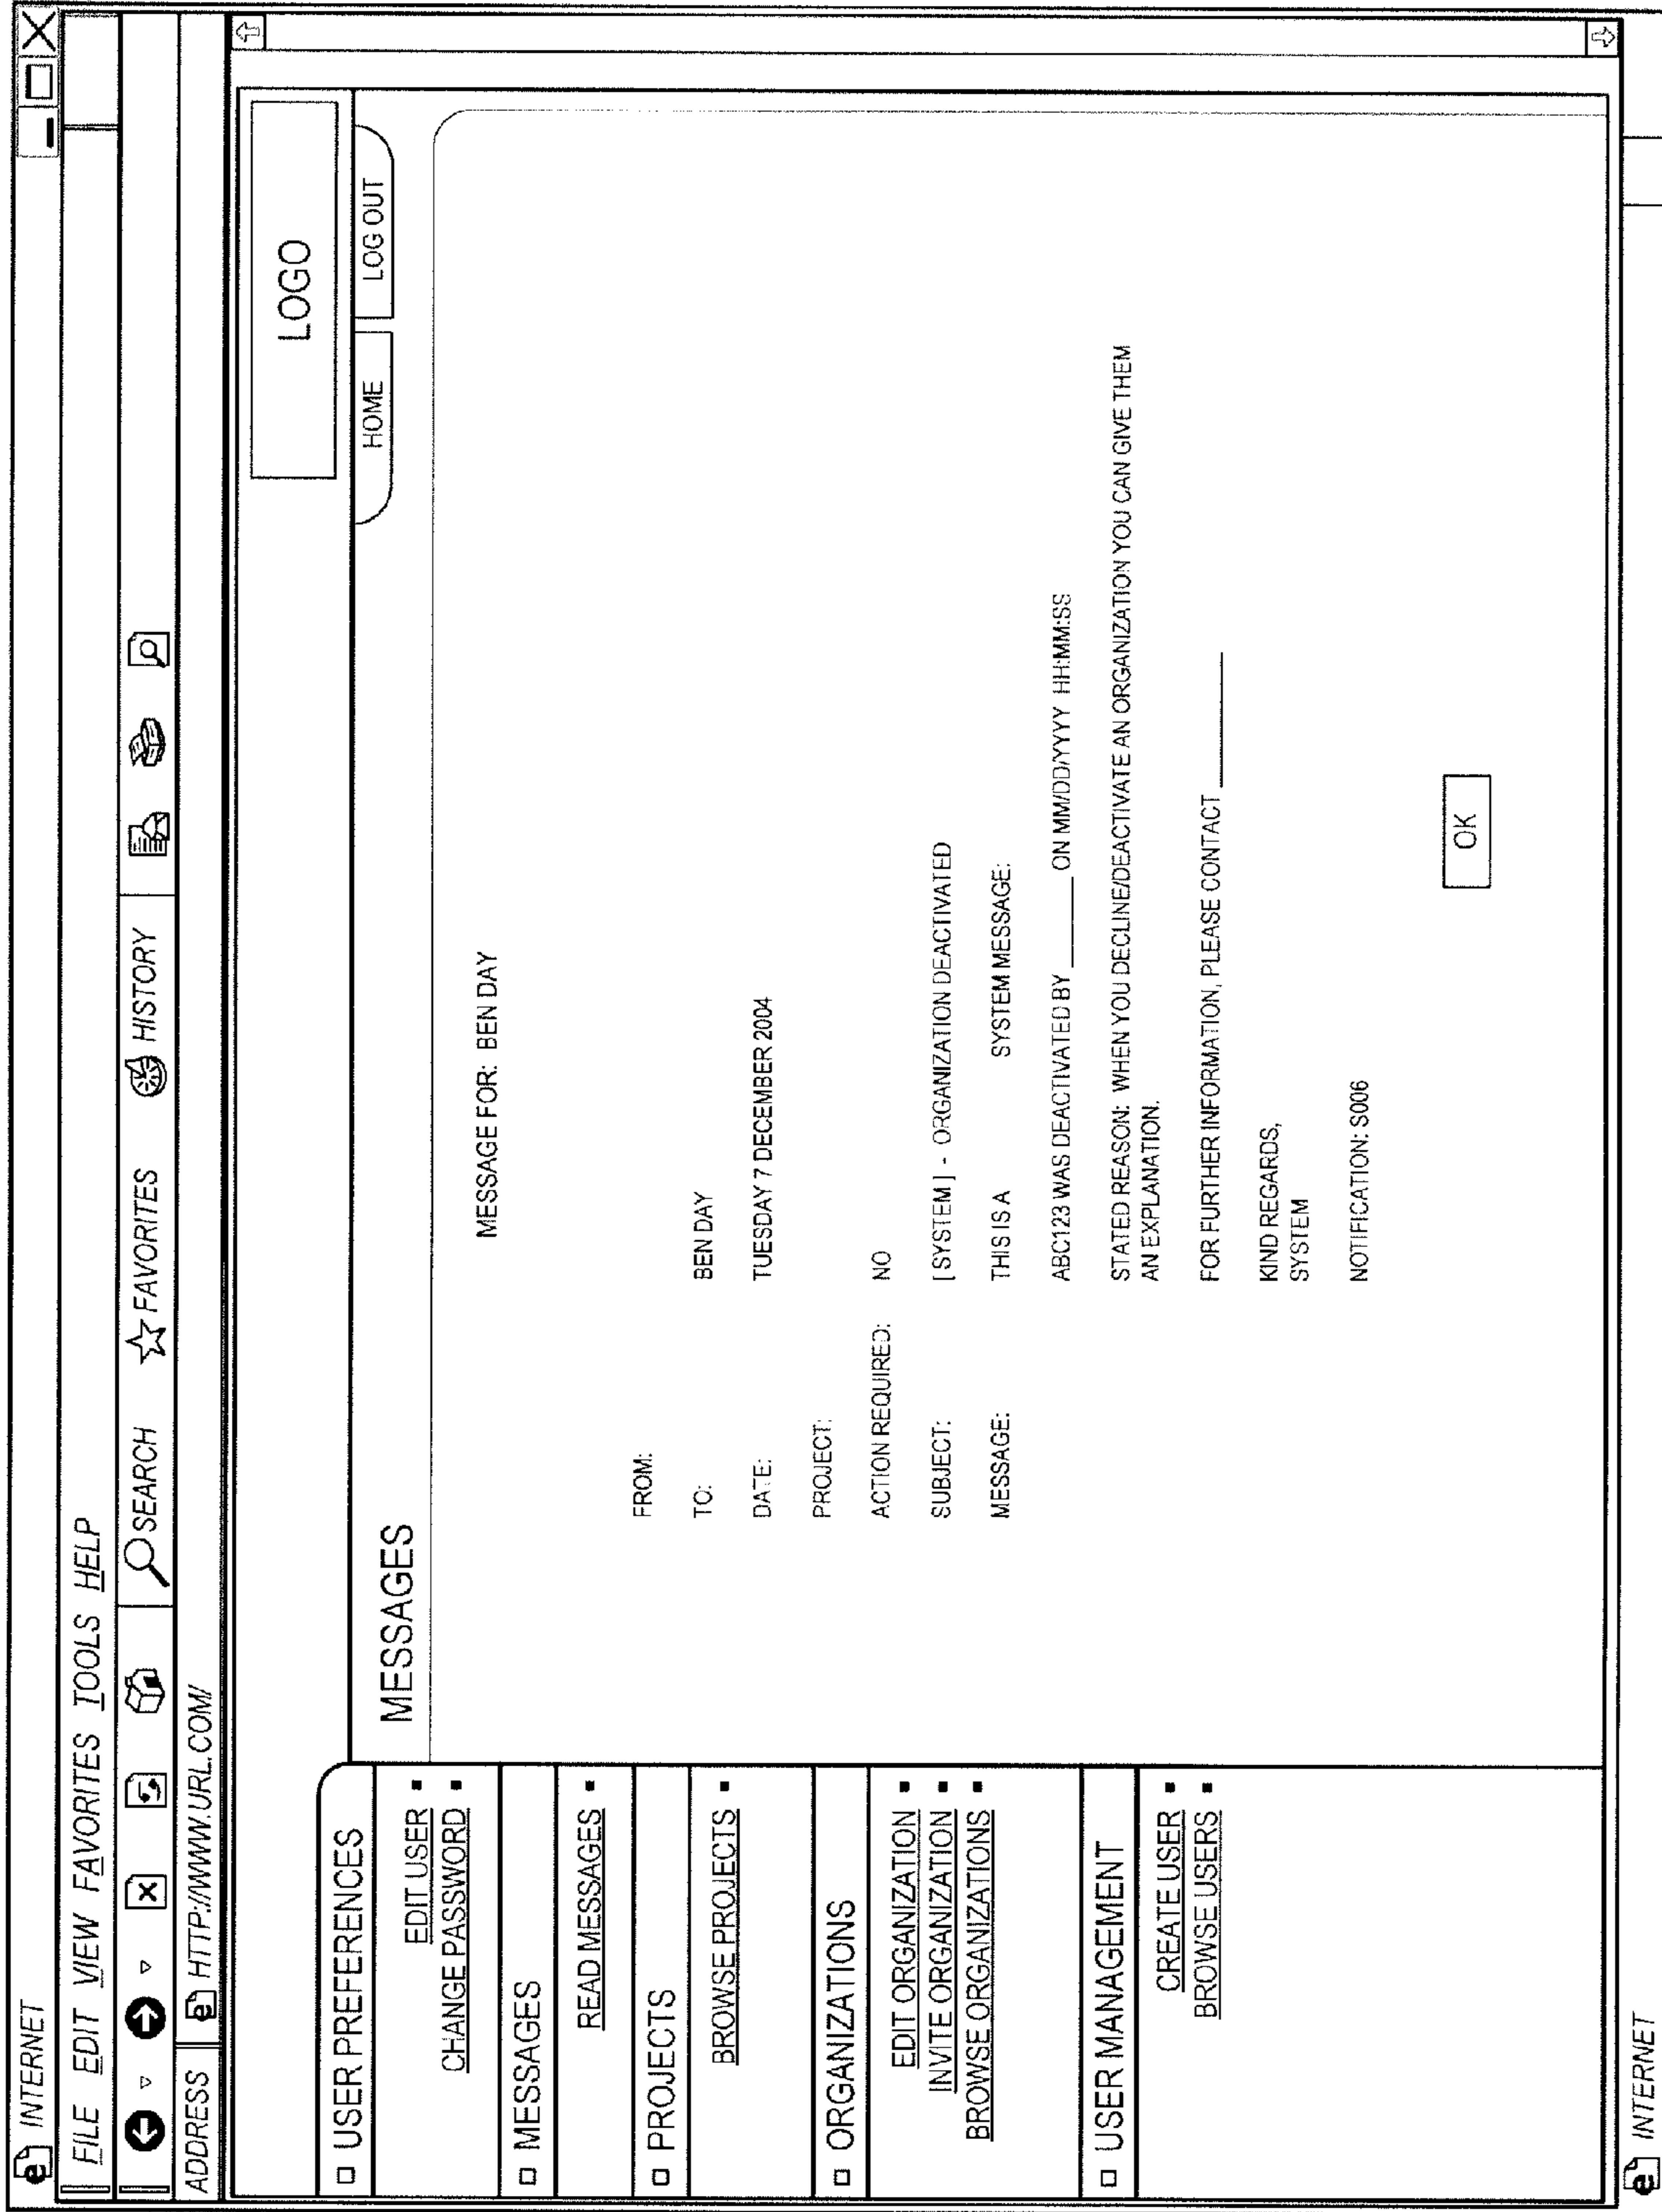 INTERNET
FILE EDIT VIEW FAVORITES TOOLS HELP
SEARCH FAVORITES HISTORY
ADDRESS HTTP://WWW.URL.COM/
LOGO
HOME LOG OUT
USER PREFERENCES
EDIT USER
CHANGE PASSWORD
MESSAGES
READ MESSAGES
PROJECTS
BROWSE PROJECTS
ORGANIZATIONS
EDIT ORGANIZATION
INVITE ORGANIZATION
BROWSE ORGANIZATIONS
USER MANAGEMENT
CREATE USER
BROWSE USERS
MESSAGES
MESSAGE FOR: BEN DAY
FROM:
TO: BEN DAY
DATE: TUESDAY 7 DECEMBER 2004
PROJECT:
ACTION REQUIRED: NO
SUBJECT: [SYSTEM] - ORGANIZATION DEACTIVATED
MESSAGE: THIS IS A SYSTEM MESSAGE:
ABC123 WAS DEACTIVATED BY ______ ON MM/DD/YYYY HH:MM:SS
STATED REASON: WHEN YOU DECLINE/DEACTIVATE AN ORGANIZATION YOU CAN GIVE THEM
AN EXPLANATION.
FOR FURTHER INFORMATION, PLEASE CONTACT _________
KIND REGARDS,
SYSTEM
NOTIFICATION: S006
OK
INTERNET